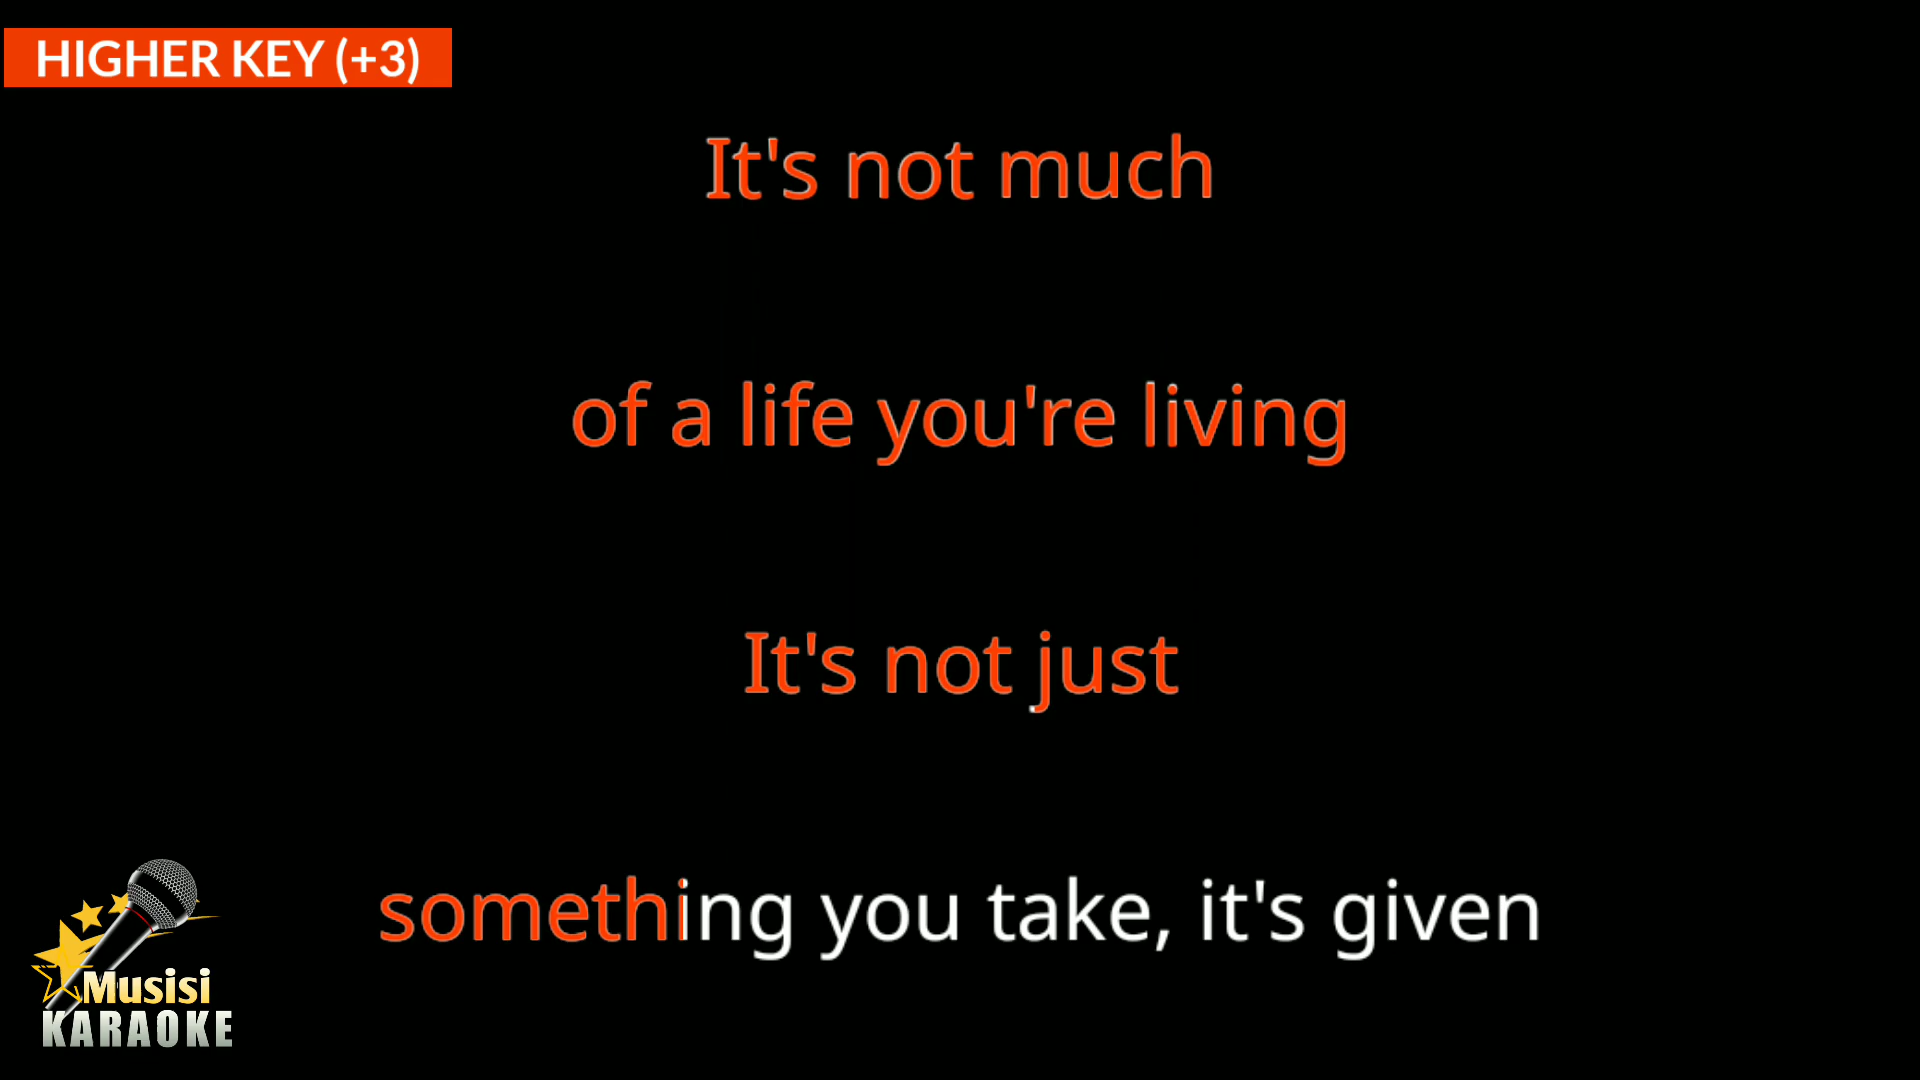 HIGHER KEY (+3)
It's not much
of a life you're living
It's not just
something you take, it's given
Musisi
KARAOKE